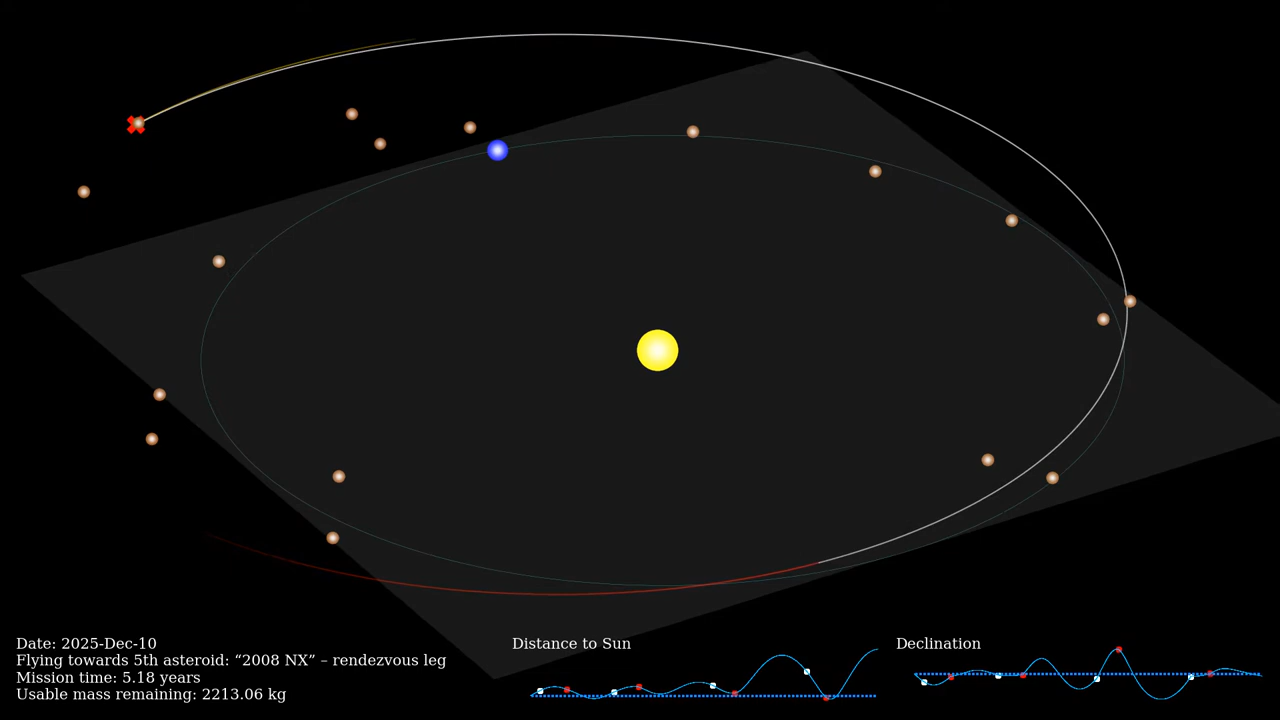 Date: 2025-Dec-10
Flying towards 5th asteroid: “2008 NX” – rendezvous leg
Mission time: 5.18 years
Usable mass remaining: 2213.06 kg
Distance to Sun
Declination